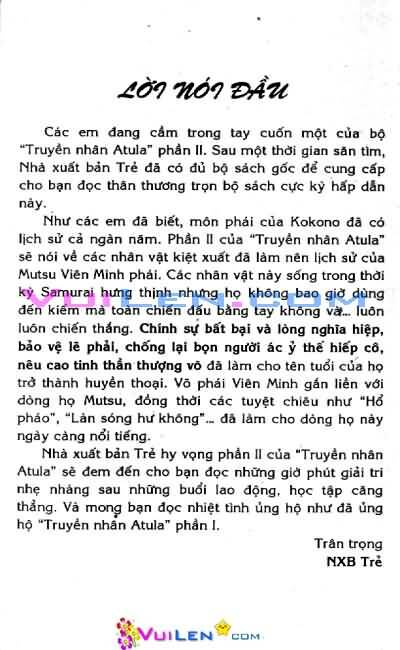 LỜI NÓI ĐẦU
Các em đang cầm trong tay cuốn một của bộ
"Truyền nhân Atula" phần II. Sau một thời gian săn tìm,
Nhà xuất bản Trẻ đã có đủ bộ sách gốc để cung cấp
cho bạn đọc thân thương trọn bộ sách cực kỳ hấp dẫn
này.
Như các em đã biết, môn phái của Kokono đã có
lịch sử cả ngàn năm. Phần II của "Truyền nhân Atula"
sẽ nói về các nhân vật kiệt xuất đã làm nên lịch sử của
Mutsu Viên Minh phái. Các nhân vật này sống trong thời
kỳ Samurai hưng thịnh nhưng họ không bao giờ dùng
đến kiếm mà toàn chiến đấu bằng tay không và... luôn
luôn chiến thắng. Chính sự bất bại và lòng nghĩa hiệp,
bảo vệ lẽ phải, chống lại bọn người ác ỷ thế hiếp cô,
nêu cao tinh thần thượng võ đã làm cho tên tuổi của họ
trở thành huyền thoại. Võ phái Viên Minh gắn liền với
dòng họ Mutsu, đồng thời các tuyệt chiêu như "Hổ
pháo", "Làn sóng hư không"... đã làm cho dòng họ này
ngày càng nổi tiếng.
Nhà xuất bản Trẻ hy vọng phần II của "Truyền nhân
Atula" sẽ đem đến cho bạn đọc những giờ phút giải trí
nhẹ nhàng sau những buổi lao động, học tập căng
thẳng. Và mong bạn đọc nhiệt tình ủng hộ như đã ủng
hộ "Truyền nhân Atula" phần I.
Trân trọng
NXB Trẻ
VUILEN.COM
VUILEN.COM